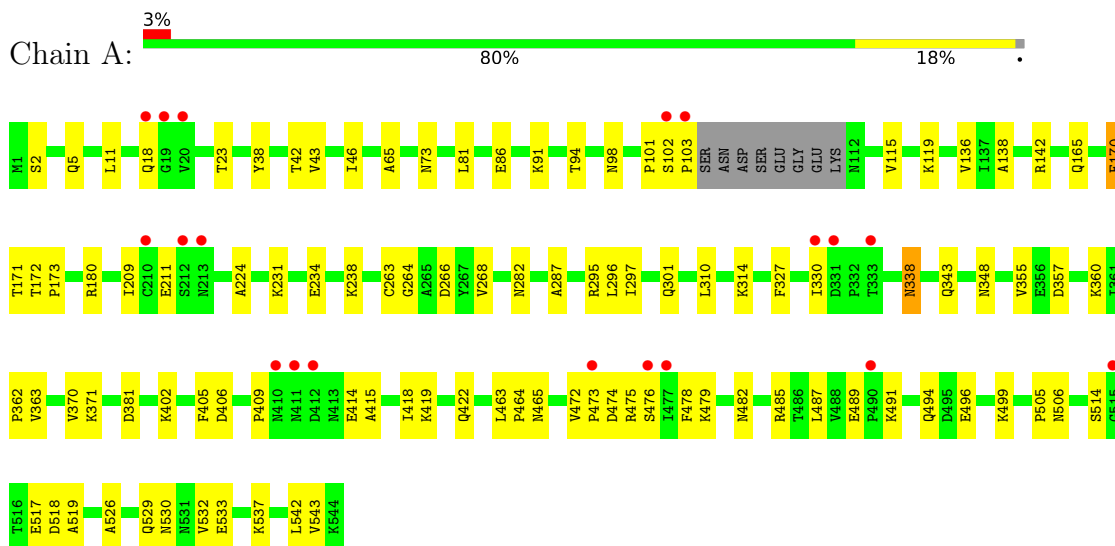 3%
Chain A:
80% 18% •
M1 S2 Q5 L11 Q18 G19 V20 T23 Y38 T42 V43 I46 A65 N73 L81 E86 K91 T94 N98 P101 S102 P103 SER ASN ASP SER GLU GLY GLU LYS N112 V115 K119 V136 I137 A138 R142 Q165
T171 T172 P173 R180 I209 C210 E211 S212 N213 A224 K231 E234 K238 C263 G264 A265 D266 Y267 V268 N282 A287 R295 L296 I297 Q301 L310 K314 F327 I330 D331 P332 T333 N338 Q343 N348 V355 E356 D357 K360 I361
P362 V363 V370 K371 D381 K402 F405 D406 P409 N410 N411 D412 N413 E414 A415 I418 K419 Q422 L463 P464 N465 V472 P473 D474 R475 S476 I477 F478 K479 N482 R485 T486 L487 V488 E489 P490 K491 Q494 D495 E496 K499 P505 N506 S514 G515
T516 E517 D518 A519 A526 Q529 N530 N531 V532 E533 K537 L542 V543 K544